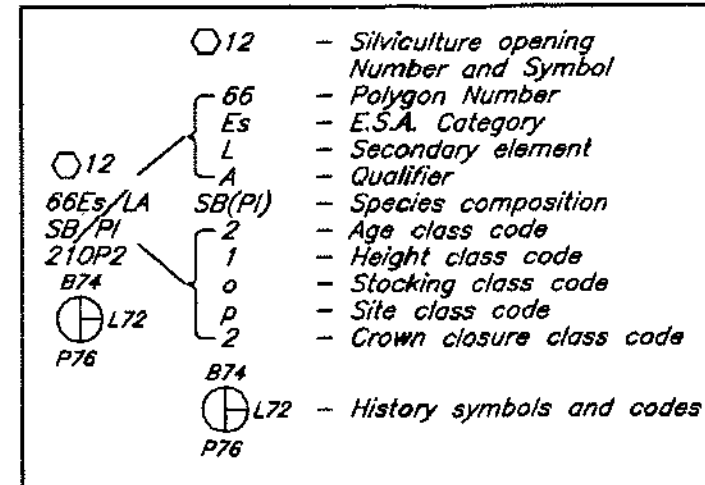 12 – Silviculture opening
Number and Symbol
66 – Polygon Number
Es – E.S.A. Category
L – Secondary element
A – Qualifier
SB(Pl) – Species composition
2 – Age class code
1 – Height class code
o – Stocking class code
p – Site class code
2 – Crown closure class code
12
66Es/LA
SB/Pl
210P2
B74
L72
P76
B74
L72 – History symbols and codes
P76